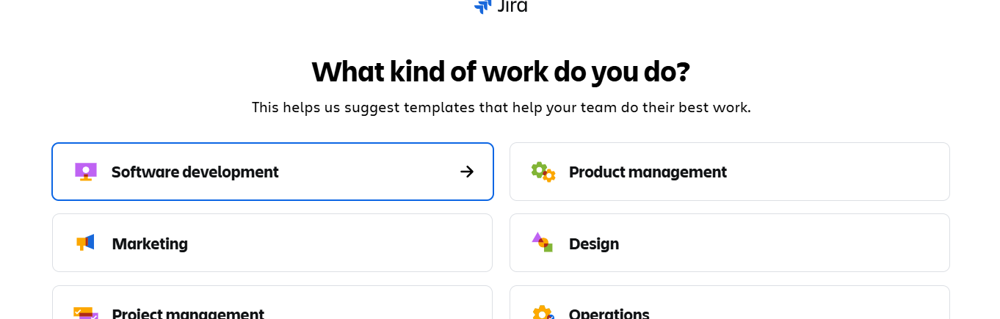 Jira
What kind of work do you do?
This helps us suggest templates that help your team do their best work.
Software development
Product management
Marketing
Design
Project management
Operations